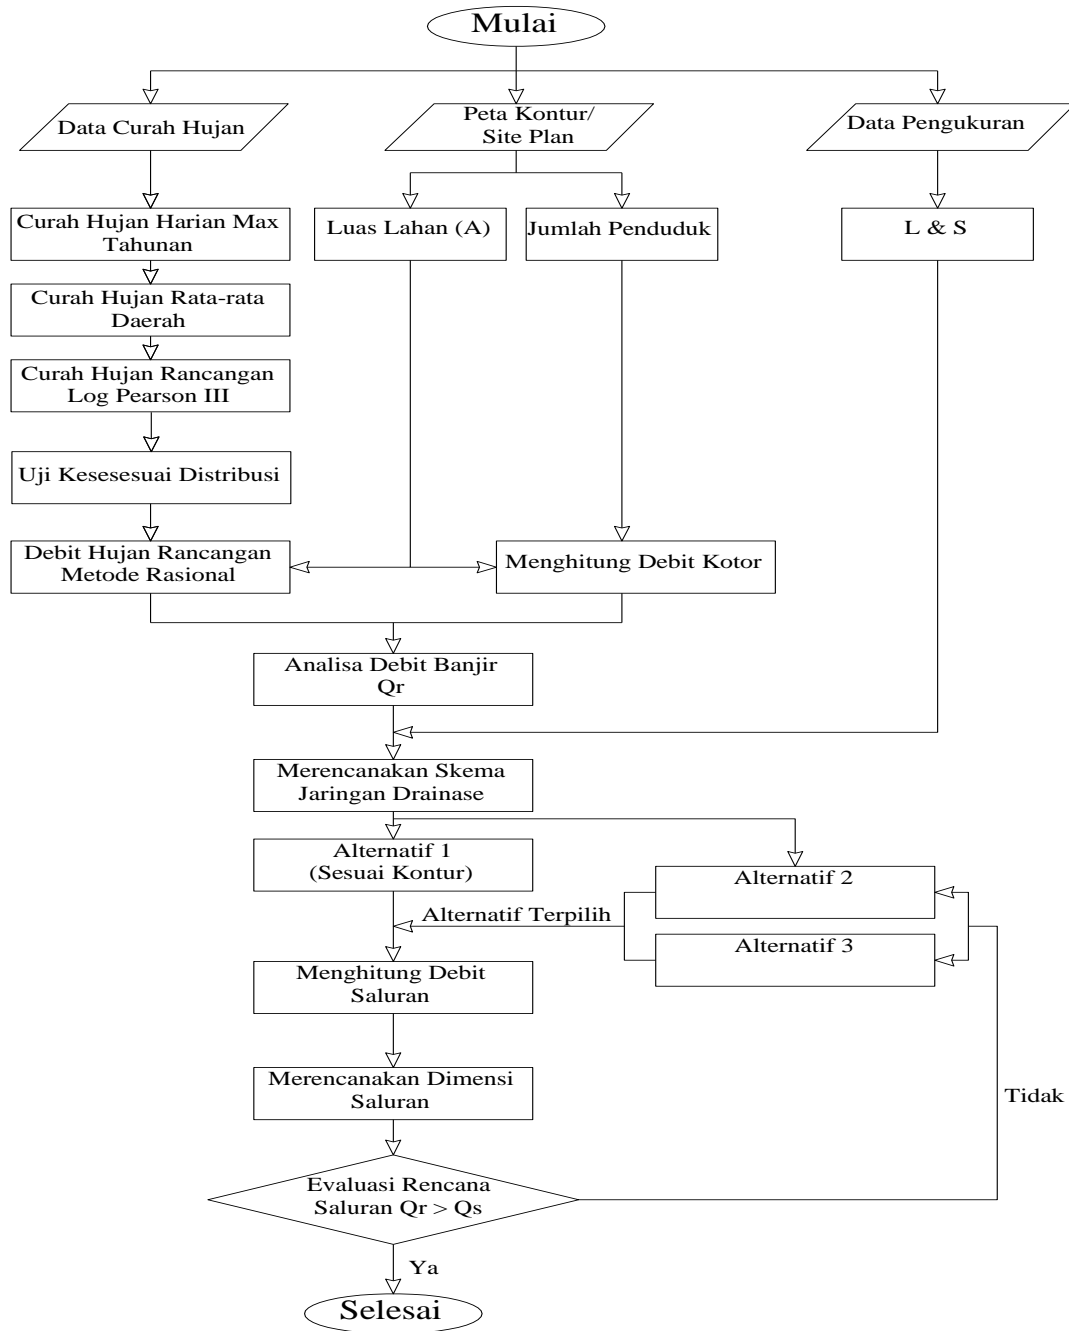 Mulai
Data Curah Hujan
Peta Kontur/
Site Plan
Data Pengukuran
Curah Hujan Harian Max
Tahunan
Luas Lahan (A)
Jumlah Penduduk
L & S
Curah Hujan Rata-rata
Daerah
Curah Hujan Rancangan
Log Pearson III
Uji Kesesesuai Distribusi
Debit Hujan Rancangan
Metode Rasional
Menghitung Debit Kotor
Analisa Debit Banjir
Qr
Merencanakan Skema
Jaringan Drainase
Alternatif 1
(Sesuai Kontur)
Alternatif 2
Alternatif Terpilih
Alternatif 3
Menghitung Debit
Saluran
Merencanakan Dimensi
Saluran
Tidak
Evaluasi Rencana
Saluran Qr > Qs
Ya
Selesai